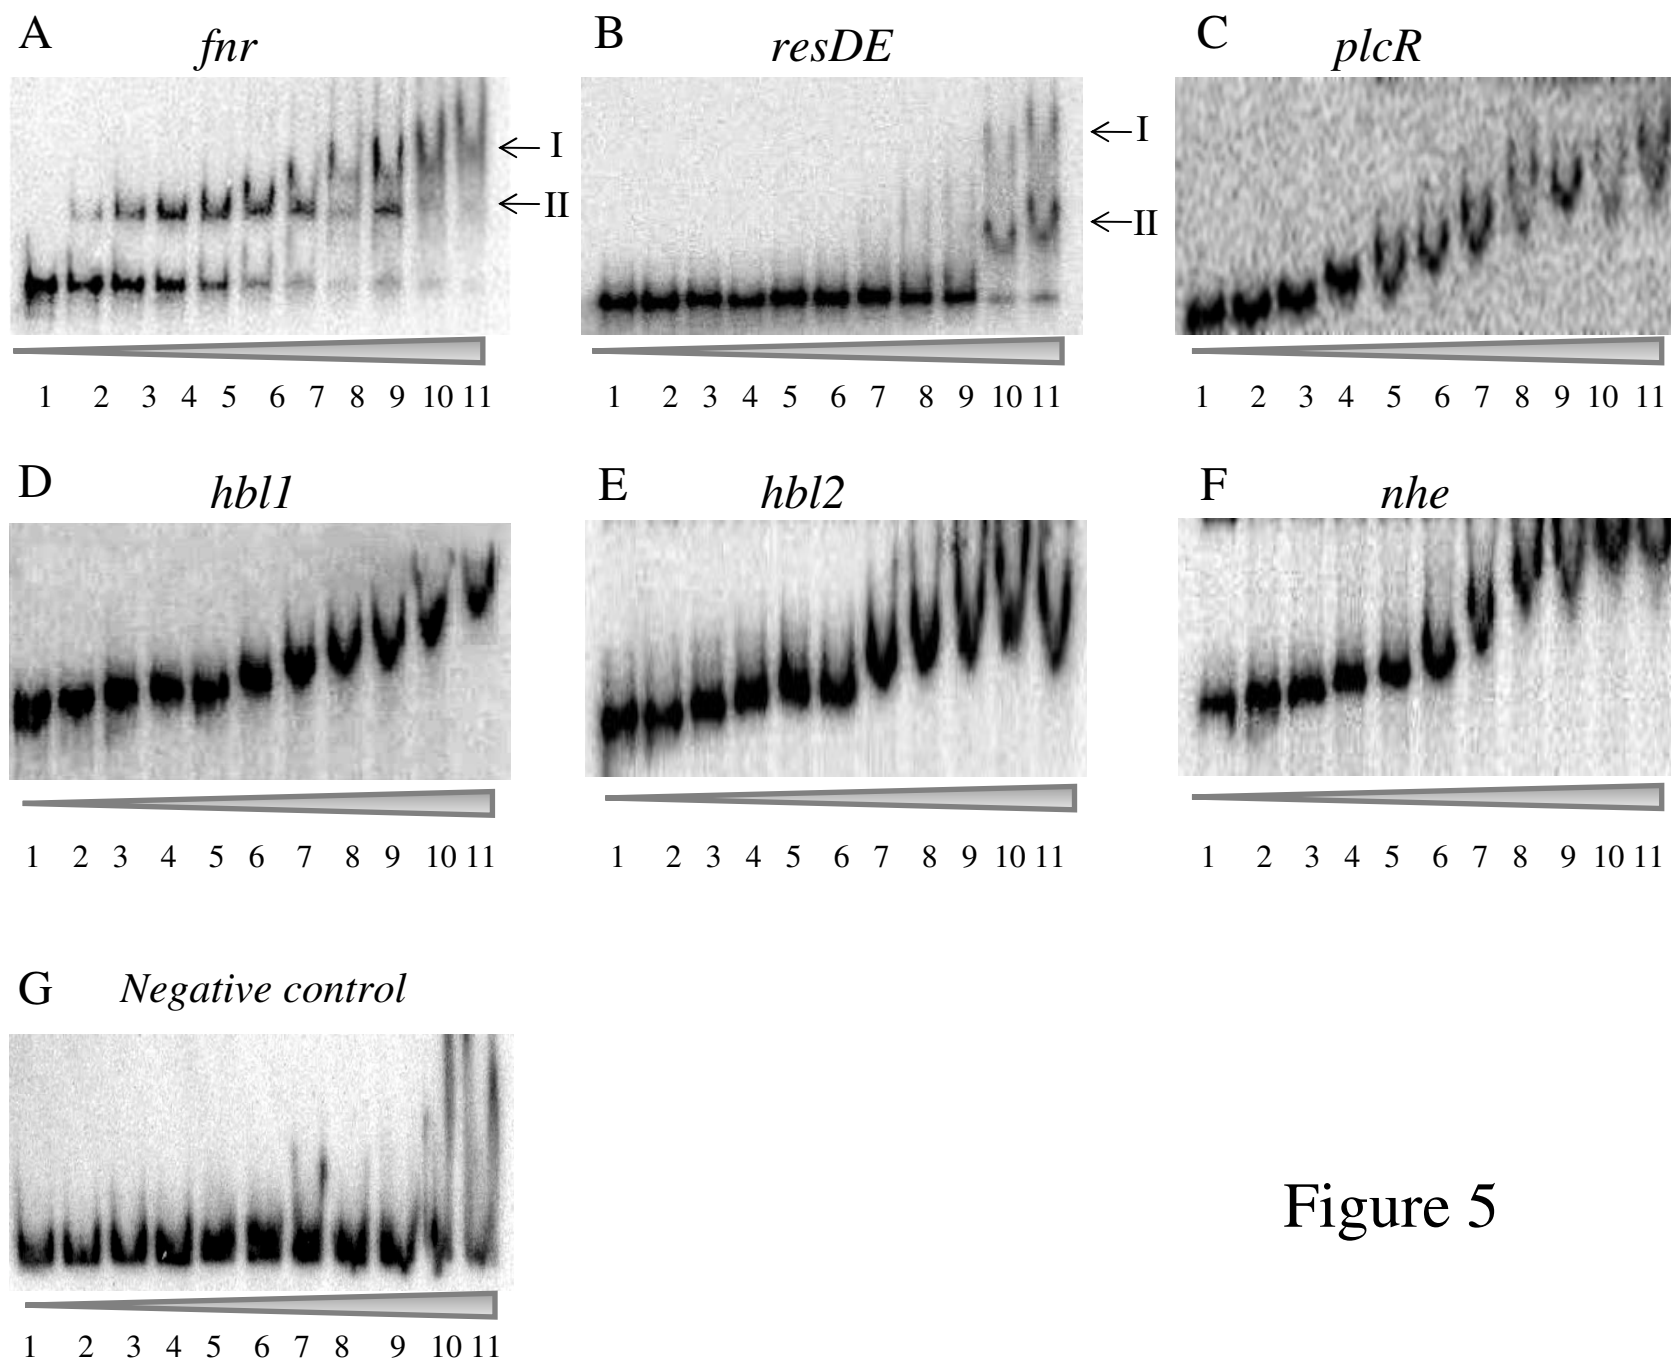 A fnr
B resDE
C plcR
I
II
I
II
1 2 3 4 5 6 7 8 9 10 11
1 2 3 4 5 6 7 8 9 10 11
1 2 3 4 5 6 7 8 9 10 11
D hbl1
E hbl2
F nhe
1 2 3 4 5 6 7 8 9 10 11
1 2 3 4 5 6 7 8 9 10 11
1 2 3 4 5 6 7 8 9 10 11
G Negative control
1 2 3 4 5 6 7 8 9 10 11
Figure 5